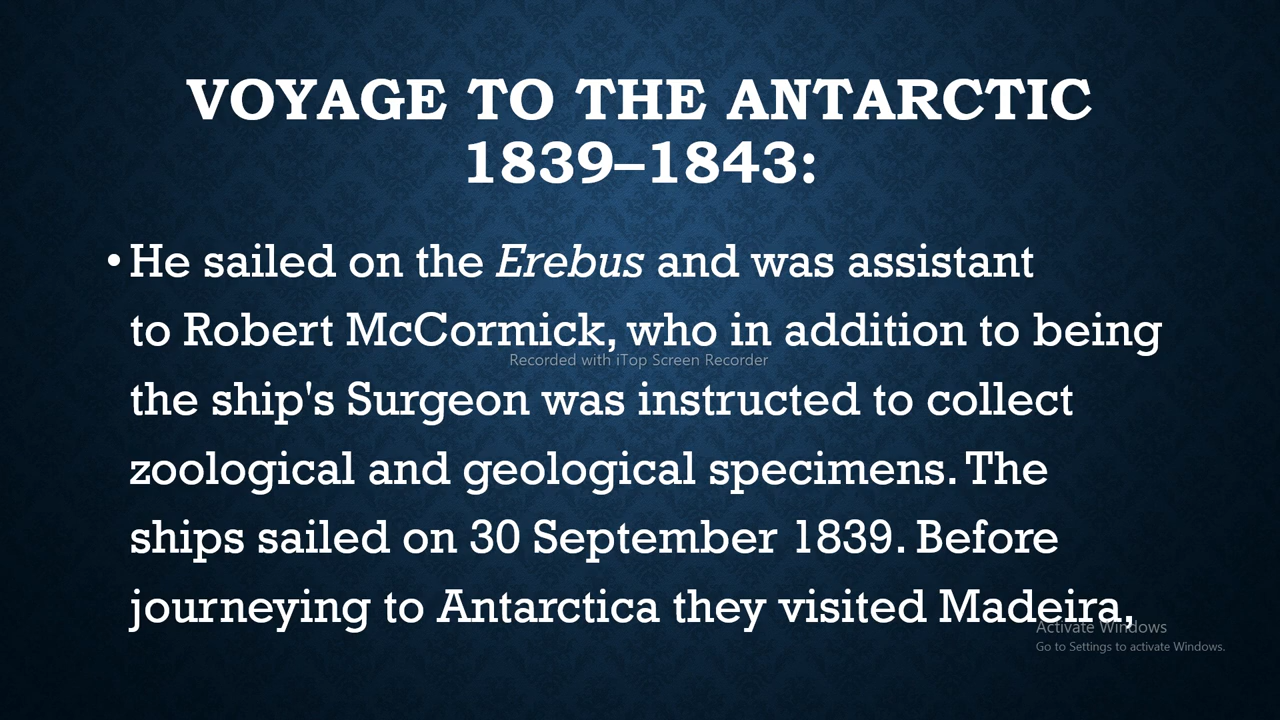 VOYAGE TO THE ANTARCTIC
1839–1843:
• He sailed on the Erebus and was assistant
to Robert McCormick, who in addition to being
Recorded with iTop Screen Recorder
the ship's Surgeon was instructed to collect
zoological and geological specimens. The
ships sailed on 30 September 1839. Before
journeying to Antarctica they visited Madeira,
Activate Windows
Go to Settings to activate Windows.